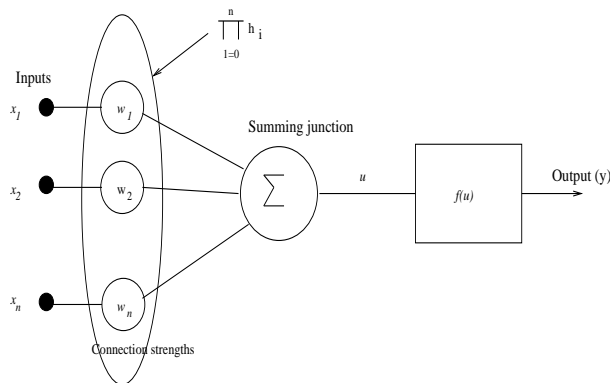 n
∏ h i
1=0
Inputs
x1
w1
Summing junction
x2
w2
∑
u
f(u)
Output (y)
xn
wn
Connection strengths